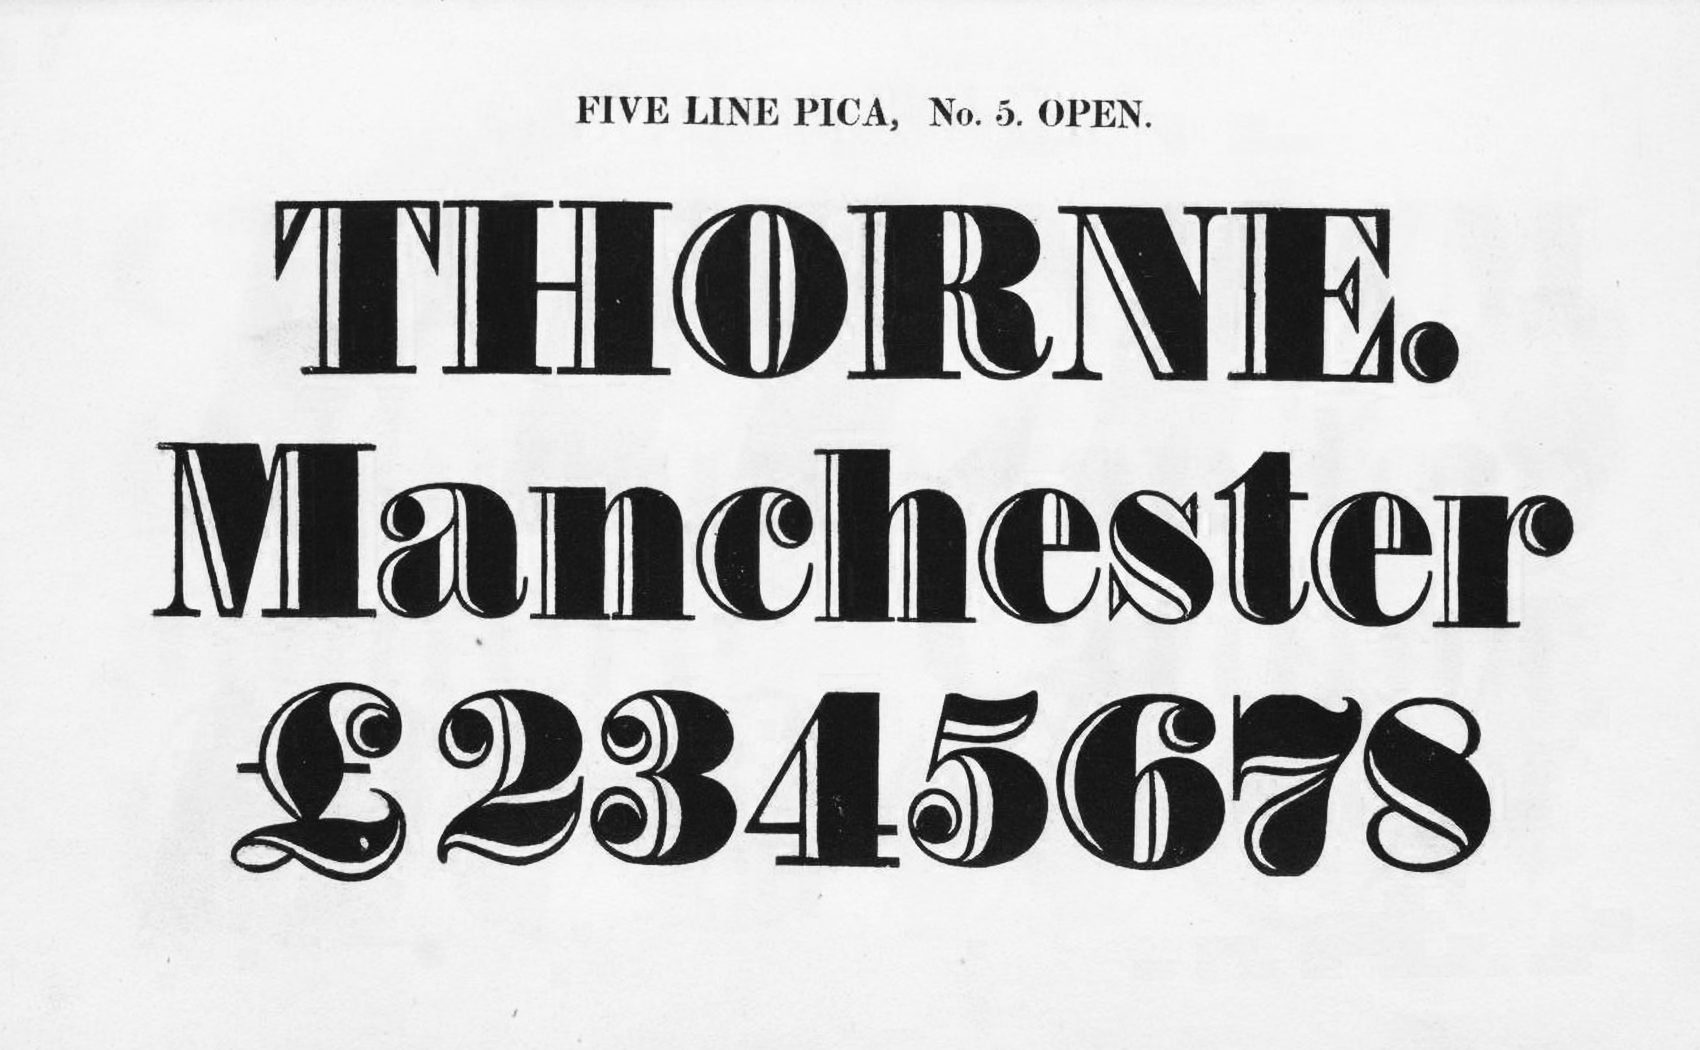 FIVE LINE PICA, No. 5. OPEN.
THORNE.
Manchester
£2345678